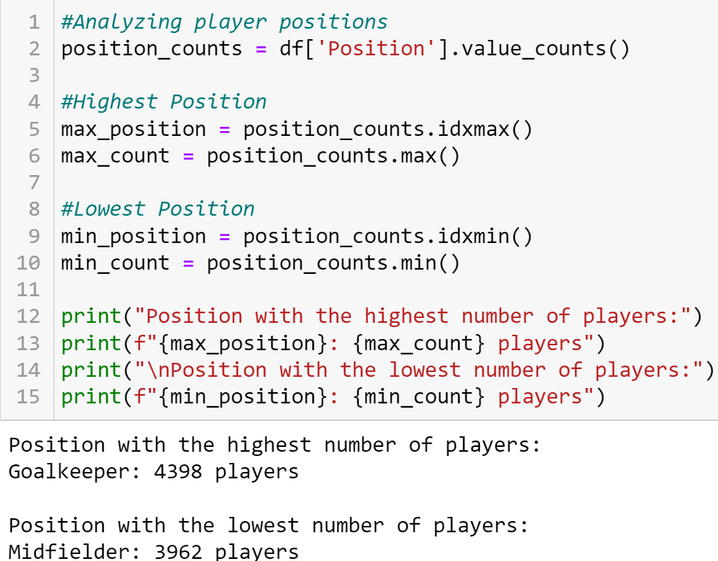 1 #Analyzing player positions
2 position_counts = df['Position'].value_counts()
3
4 #Highest Position
5 max_position = position_counts.idxmax()
6 max_count = position_counts.max()
7
8 #Lowest Position
9 min_position = position_counts.idxmin()
10 min_count = position_counts.min()
11
12 print("Position with the highest number of players:")
13 print(f"{max_position}: {max_count} players")
14 print("\nPosition with the lowest number of players:")
15 print(f"{min_position}: {min_count} players")
Position with the highest number of players:
Goalkeeper: 4398 players
Position with the lowest number of players:
Midfielder: 3962 players